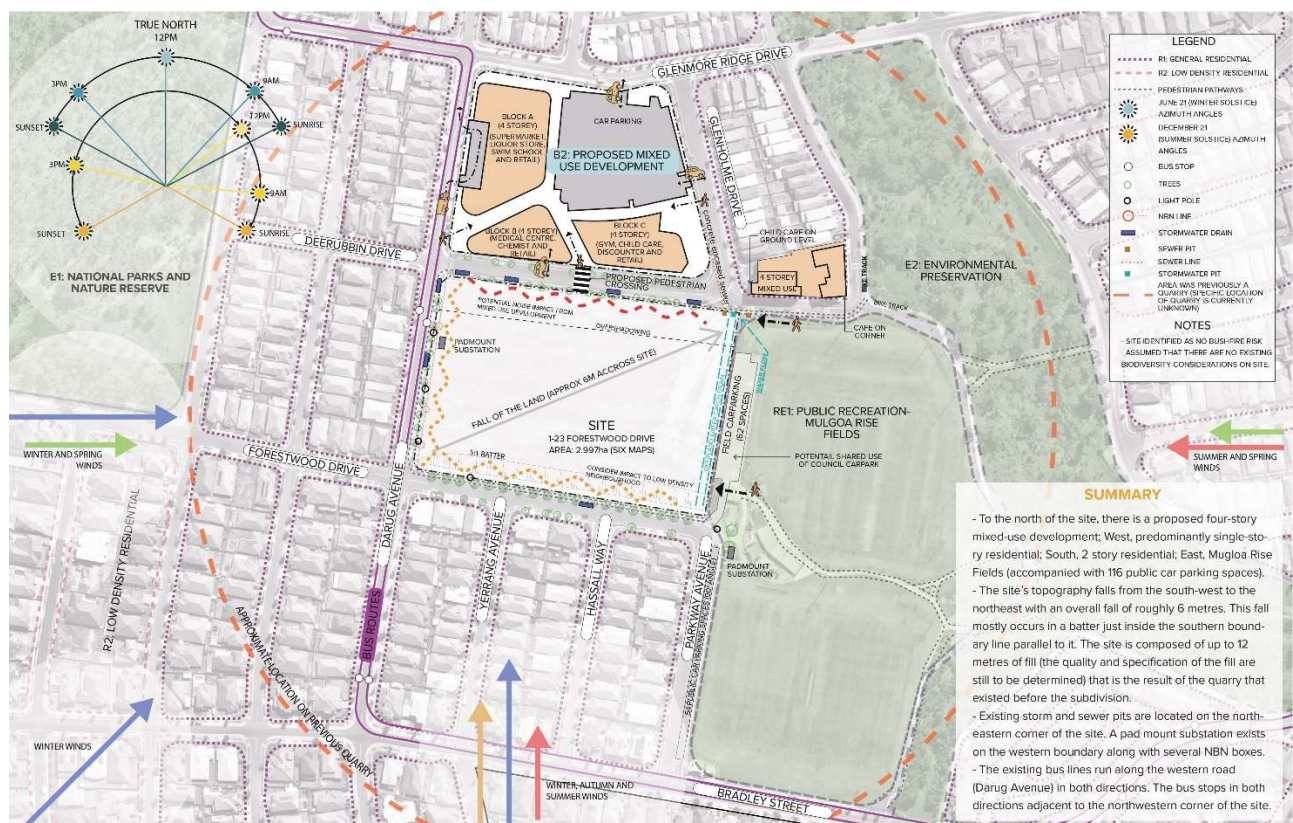 TRUE NORTH
12PM
3PM
9AM
12PM
SUNSET
SUNRISE
3PM
9AM
SUNSET
SUNRISE
E1: NATIONAL PARKS AND
NATURE RESERVE
DEERUBBIN DRIVE
GLENMORE RIDGE DRIVE
GLENHOLME DRIVE
BLOCK A
(4 STOREY)
(SUPERMARKET,
LIQUOR STORE,
SWIM SCHOOL
AND RETAIL)
CAR PARKING
B2: PROPOSED MIXED
USE DEVELOPMENT
BLOCK B (4 STOREY)
(MEDICAL CENTRE,
CHEMIST AND
RETAIL)
BLOCK C
(4 STOREY)
(GYM, CHILD CARE,
DISCOUNTER AND
RETAIL)
CONCRETE ENCASED SEWER
CHILD CARE ON
GROUND LEVEL
4 STOREY
MIXED USE
BIKE TRACK
BIKE TRACK
E2: ENVIRONMENTAL
PRESERVATION
CAFE ON
CORNER
PROPOSED PEDESTRIAN
CROSSING
POTENTIAL NOISE IMPACT FROM
MIXED USE DEVELOPMENT
OVERSHADOWING
PADMOUNT
SUBSTATION
FALL OF THE LAND (APPROX 6M ACCROSS SITE)
SITE
1-23 FORESTWOOD DRIVE
AREA: 2.997ha (SIX MAPS)
5:1 BATTER
CONSIDER IMPACT TO LOW DENSITY
NEIGHBOURHOOD
FIELD CARPARKING
(62 SPACES)
RE1: PUBLIC RECREATION-
MULGOA RISE
FIELDS
POTENTAIL SHARED USE
OF COUNCIL CARPARK
PADMOUNT
SUBSTATION
WINTER AND SPRING
WINDS
FORESTWOOD DRIVE
DARUG AVENUE
YERRANG AVENUE
HASSALL WAY
PARKWAY AVENUE
BUS ROUTES
R2: LOW DENSITY RESIDENTIAL
APPROXIMATE LOCATION ON PREVIOUS QUARRY
WINTER WINDS
WINTER, AUTUMN AND
SUMMER WINDS
BRADLEY STREET
SUMMER AND SPRING
WINDS
LEGEND
R1: GENERAL RESIDENTIAL
R2: LOW DENSITY RESIDENTIAL
PEDESTRIAN PATHWAYS
JUNE 21 (WINTER SOLSTICE)
AZIMUTH ANGLES
DECEMBER 21
(SUMMER SOLSTICE) AZIMUTH
ANGLES
BUS STOP
TREES
LIGHT POLE
NBN LINE
STORMWATER DRAIN
SEWER PIT
SEWER LINE
STORMWATER PIT
AREA WAS PREVIOUSLY A
QUARRY (SPECIFIC LOCATION
OF QUARRY IS CURRENTLY
UNKNOWN)
NOTES
- SITE IDENTIFIED AS NO BUSHFIRE RISK
ASSUMED THAT THERE ARE NO EXISTING
BIODIVERSITY CONSIDERATIONS ON SITE.
SUMMARY
- To the north of the site, there is a proposed four-story
mixed-use development; West, predominantly single-sto-
ry residential; South, 2 story residential; East, Mugloa Rise
Fields (accompanied with 116 public car parking spaces).
- The site's topography falls from the south-west to the
northeast with an overall fall of roughly 6 metres. This fall
mostly occurs in a batter just inside the southern bound-
ary line parallel to it. The site is composed of up to 12
metres of fill (the quality and specification of the fill are
still to be determined) that is the result of the quarry that
existed before the subdivision.
- Existing storm and sewer pits are located on the north-
eastern corner of the site. A pad mount substation exists
on the western boundary along with several NBN boxes.
- The existing bus lines run along the western road
(Darug Avenue) in both directions. The bus stops in both
directions adjacent to the northwestern corner of the site.